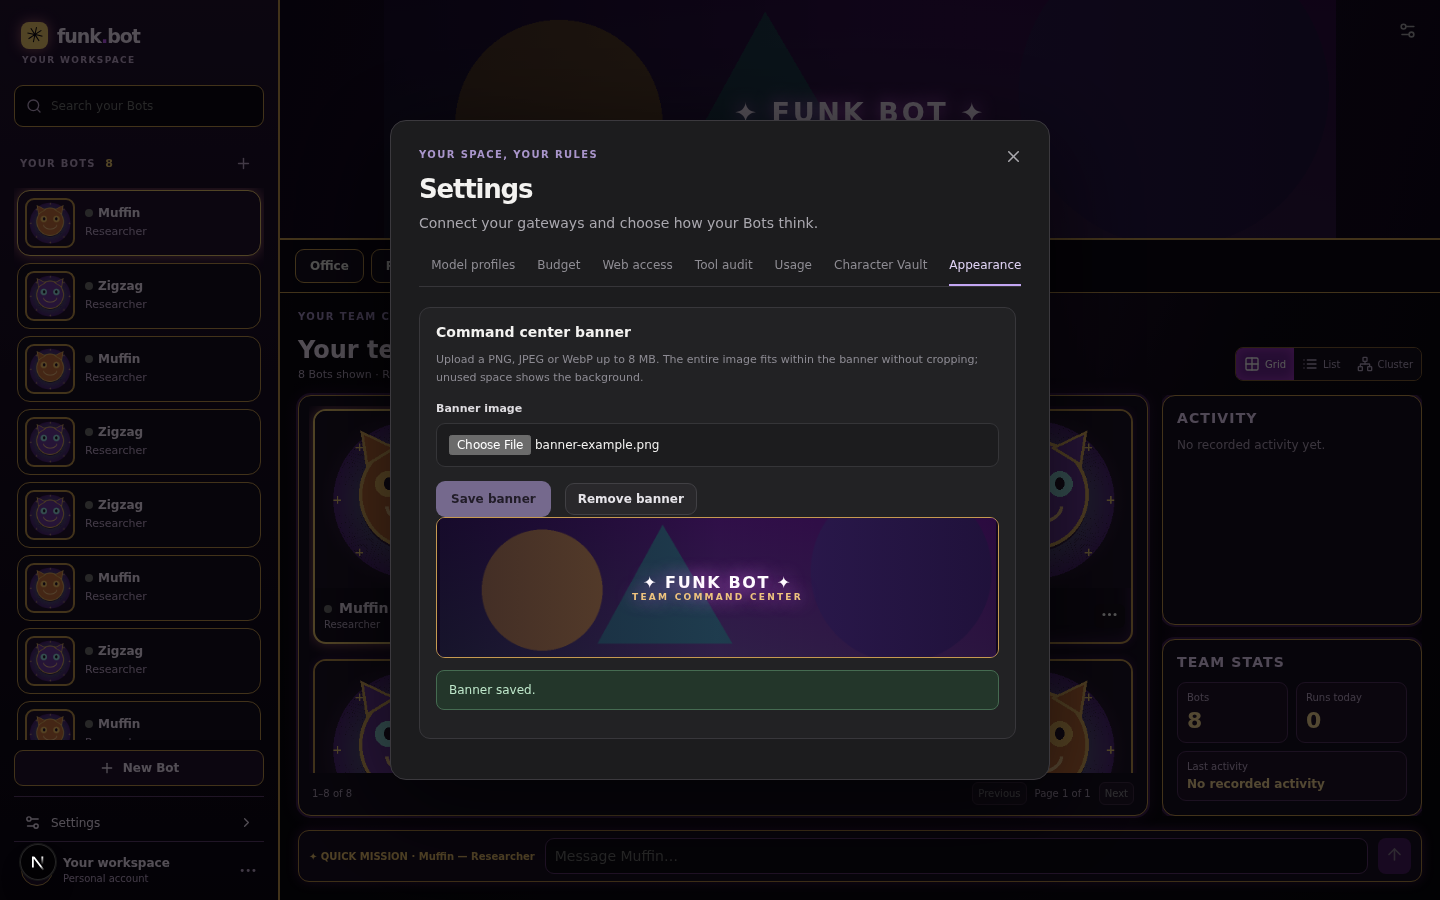 funk.bot
YOUR WORKSPACE
Search your Bots
YOUR BOTS 8
Muffin
Researcher
Zigzag
Researcher
Muffin
Researcher
Zigzag
Researcher
Zigzag
Researcher
Muffin
Researcher
Zigzag
Researcher
Muffin
New Bot
Settings
N
Your workspace
Personal account
✦ FUNK BOT ✦
Office
YOUR TEAM C
Your te
8 Bots shown · R
Grid
List
Cluster
Muffin
Researcher
1–8 of 8
Previous
Page 1 of 1
Next
ACTIVITY
No recorded activity yet.
TEAM STATS
Bots
8
Runs today
0
Last activity
No recorded activity
✦ QUICK MISSION · Muffin — Researcher
Message Muffin…
YOUR SPACE, YOUR RULES
Settings
Connect your gateways and choose how your Bots think.
Model profiles
Budget
Web access
Tool audit
Usage
Character Vault
Appearance
Command center banner
Upload a PNG, JPEG or WebP up to 8 MB. The entire image fits within the banner without cropping;
unused space shows the background.
Banner image
Choose File banner-example.png
Save banner
Remove banner
✦ FUNK BOT ✦
TEAM COMMAND CENTER
Banner saved.